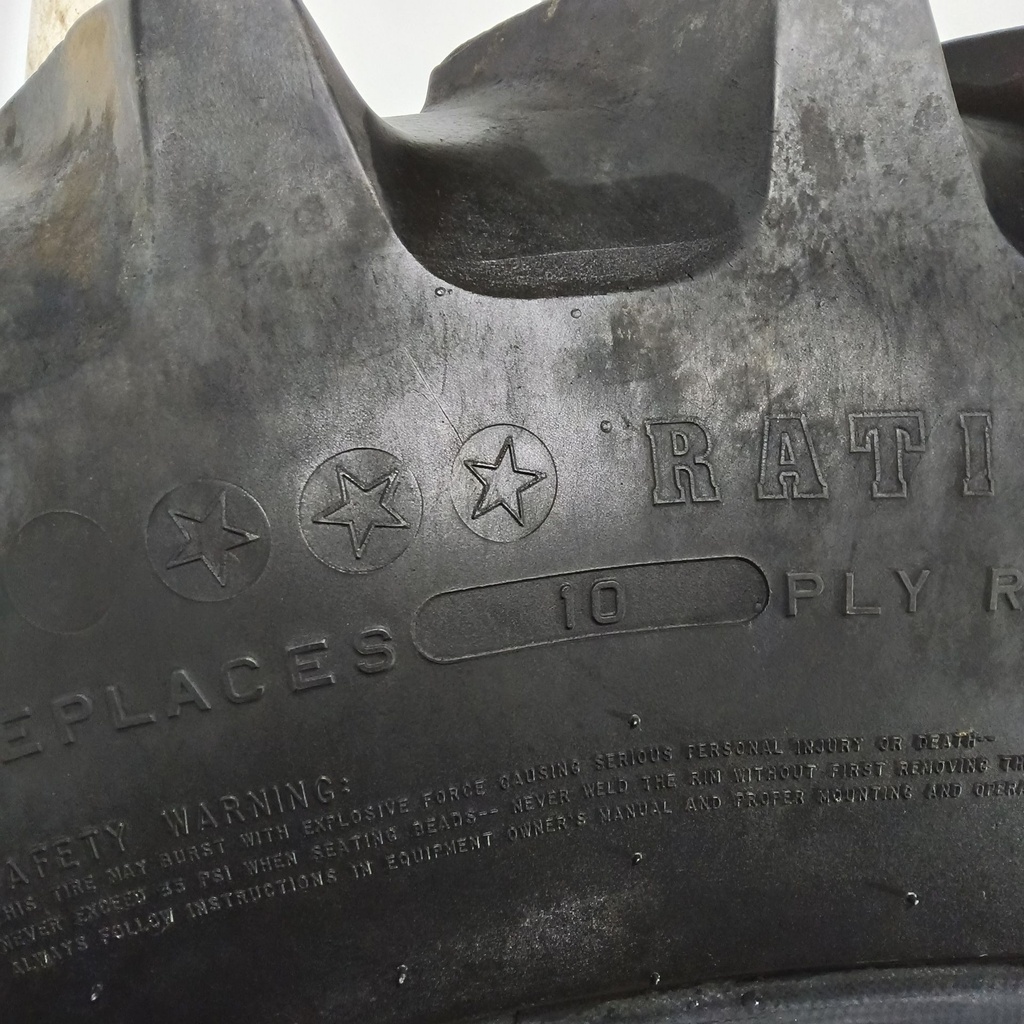 ☆ ☆ ☆ RATI
EPLACES 10 PLY R
AFETY WARNING:
HIS TIRE MAY BURST WITH EXPLOSIVE FORCE CAUSING SERIOUS PERSONAL INJURY OR DEATH--
NEVER EXCEED 35 PSI WHEN SEATING BEADS-- NEVER WELD THE RIM WITHOUT FIRST REMOVING TH
ALWAYS FOLLOW INSTRUCTIONS IN EQUIPMENT OWNER'S MANUAL AND PROPER MOUNTING AND OPERA